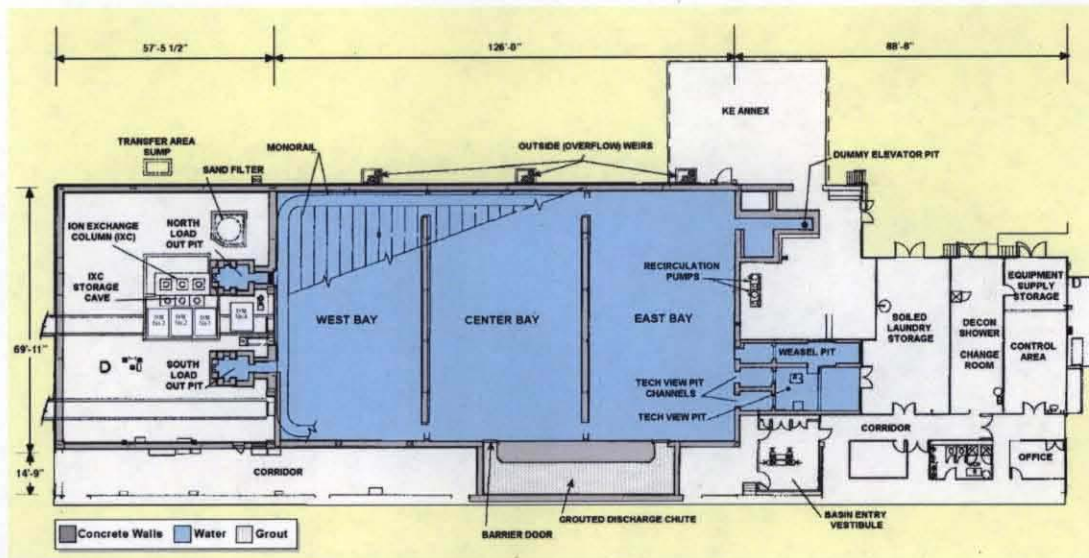 57'-5 1/2"
126'-0"
88'-8"
KE ANNEX
TRANSFER AREA
SUMP
MONORAIL
OUTSIDE (OVERFLOW) WEIRS
DUMMY ELEVATOR PIT
SAND FILTER
ION EXCHANGE
COLUMN (IXC)
NORTH
LOAD
OUT PIT
IXC
STORAGE
CAVE
RECIRCULATION
PUMPS
EQUIPMENT
SUPPLY
STORAGE
D
WEST BAY
CENTER BAY
EAST BAY
SOILED
LAUNDRY
STORAGE
DECON
SHOWER
CHANGE
ROOM
CONTROL
AREA
69'-11"
WEASEL PIT
D
SOUTH
LOAD
OUT PIT
TECH VIEW PIT
CHANNELS
TECH VIEW PIT
CORRIDOR
OFFICE
14'-9"
CORRIDOR
GROUTED DISCHARGE CHUTE
BARRIER DOOR
BASIN ENTRY
VESTIBULE
Concrete Walls
Water
Grout